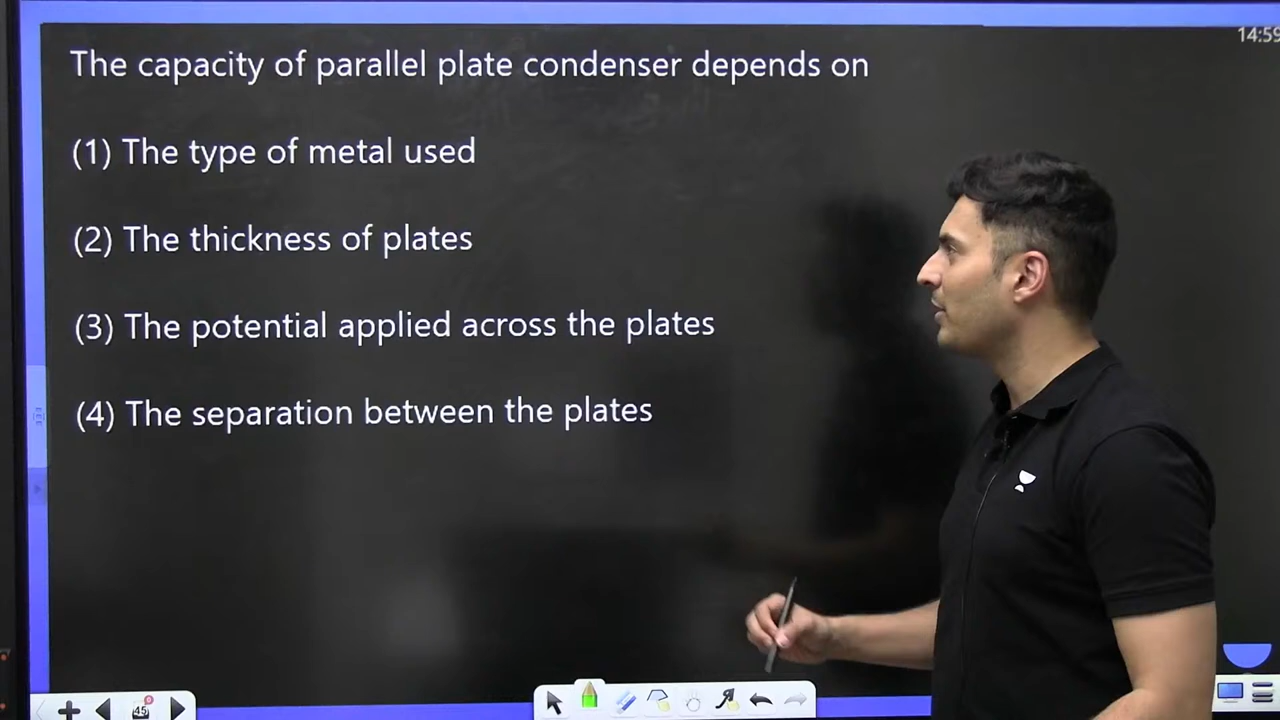 The capacity of parallel plate condenser depends on
14:59
(1) The type of metal used
(2) The thickness of plates
(3) The potential applied across the plates
(4) The separation between the plates
45